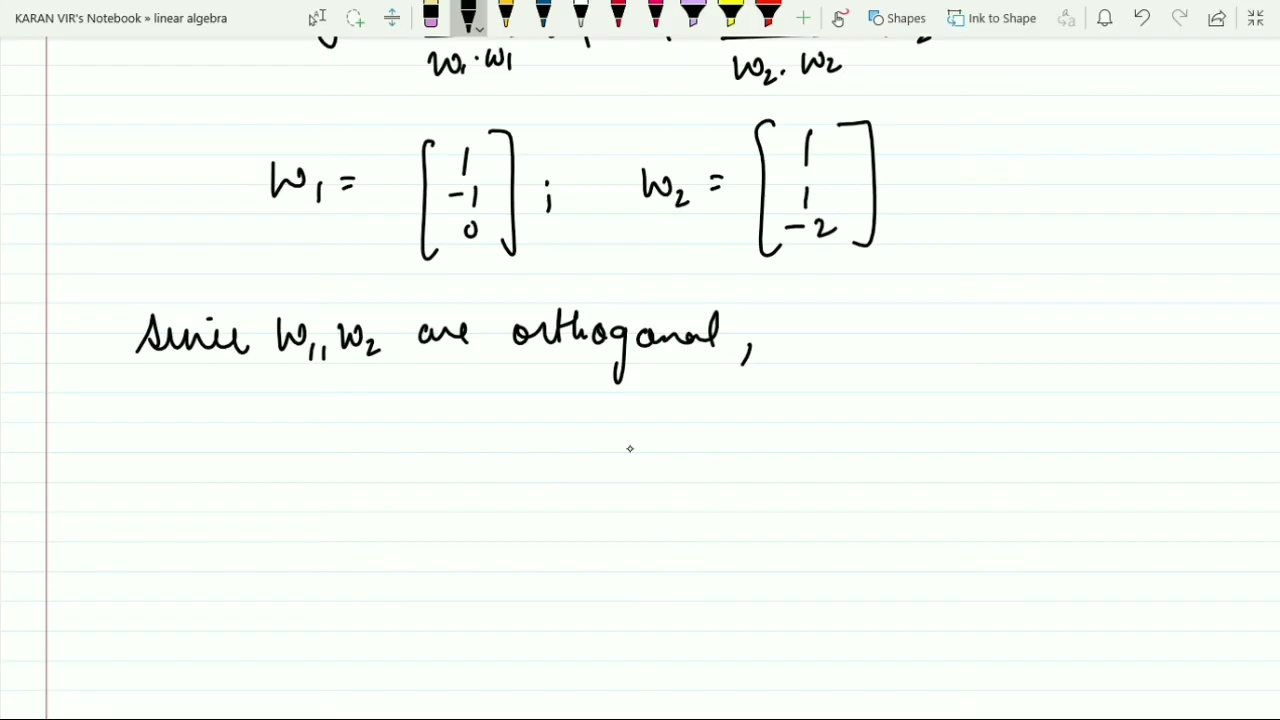 KARAN VIR's Notebook » linear algebra Shapes Ink to Shape
w1·w1 w2·w2
w1 = [1 -1 0] ; w2 = [1 1 -2]
since w1, w2 are orthoganal,